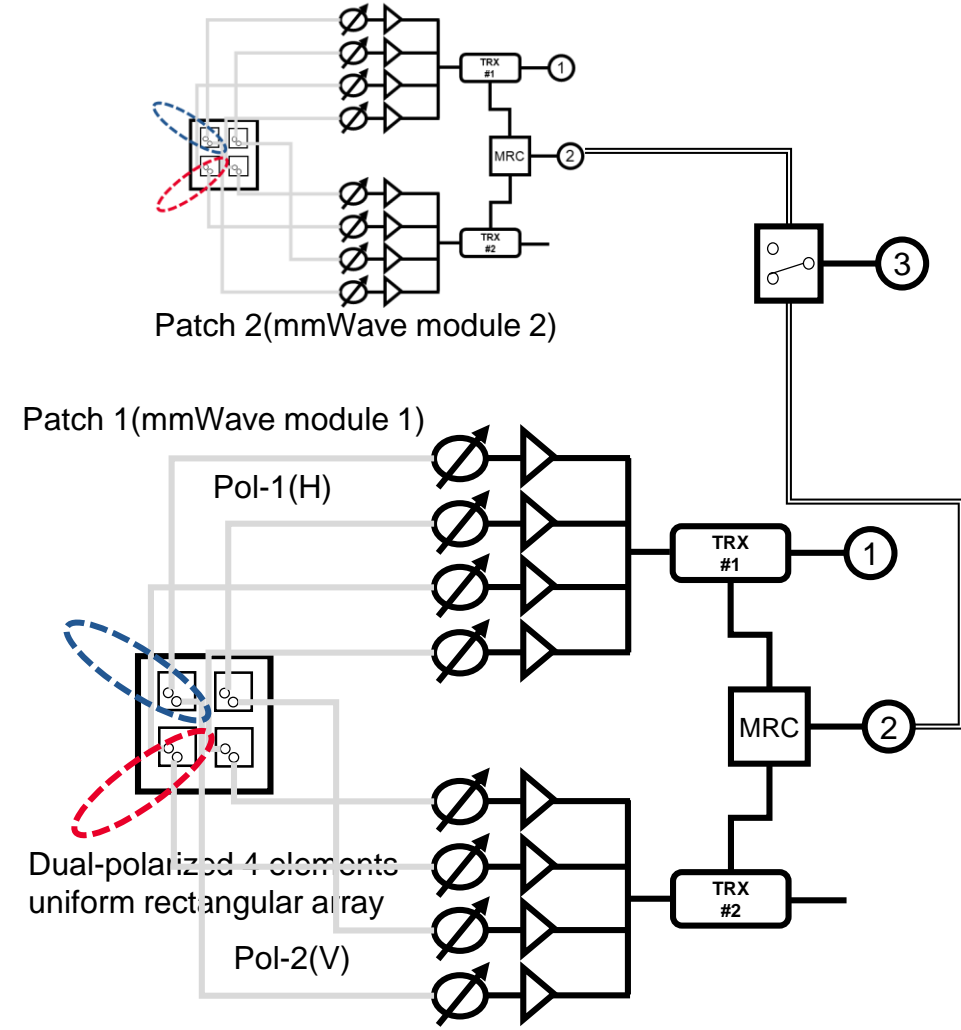 TRX
#1
1
MRC
2
3
TRX
#2
Patch 2(mmWave module 2)
Patch 1(mmWave module 1)
Pol-1(H)
TRX
#1
1
MRC
2
Dual-polarized 4 elements
uniform rectangular array
TRX
#2
Pol-2(V)